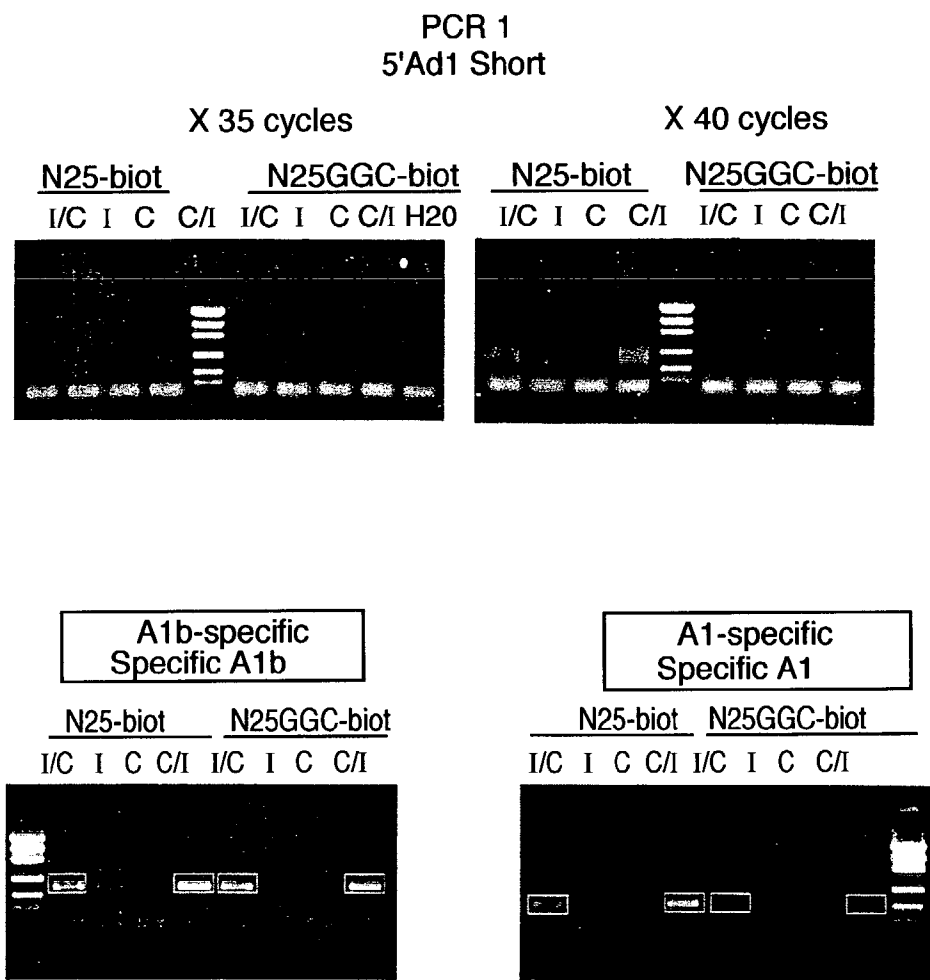 PCR 1
5'Ad1 Short
X 35 cycles
X 40 cycles
N25-biot N25GGC-biot
N25-biot N25GGC-biot
I/C I C C/I I/C I C C/I H20
I/C I C C/I I/C I C C/I
A1b-specific
Specific A1b
A1-specific
Specific A1
N25-biot N25GGC-biot
N25-biot N25GGC-biot
I/C I C C/I I/C I C C/I
I/C I C C/I I/C I C C/I